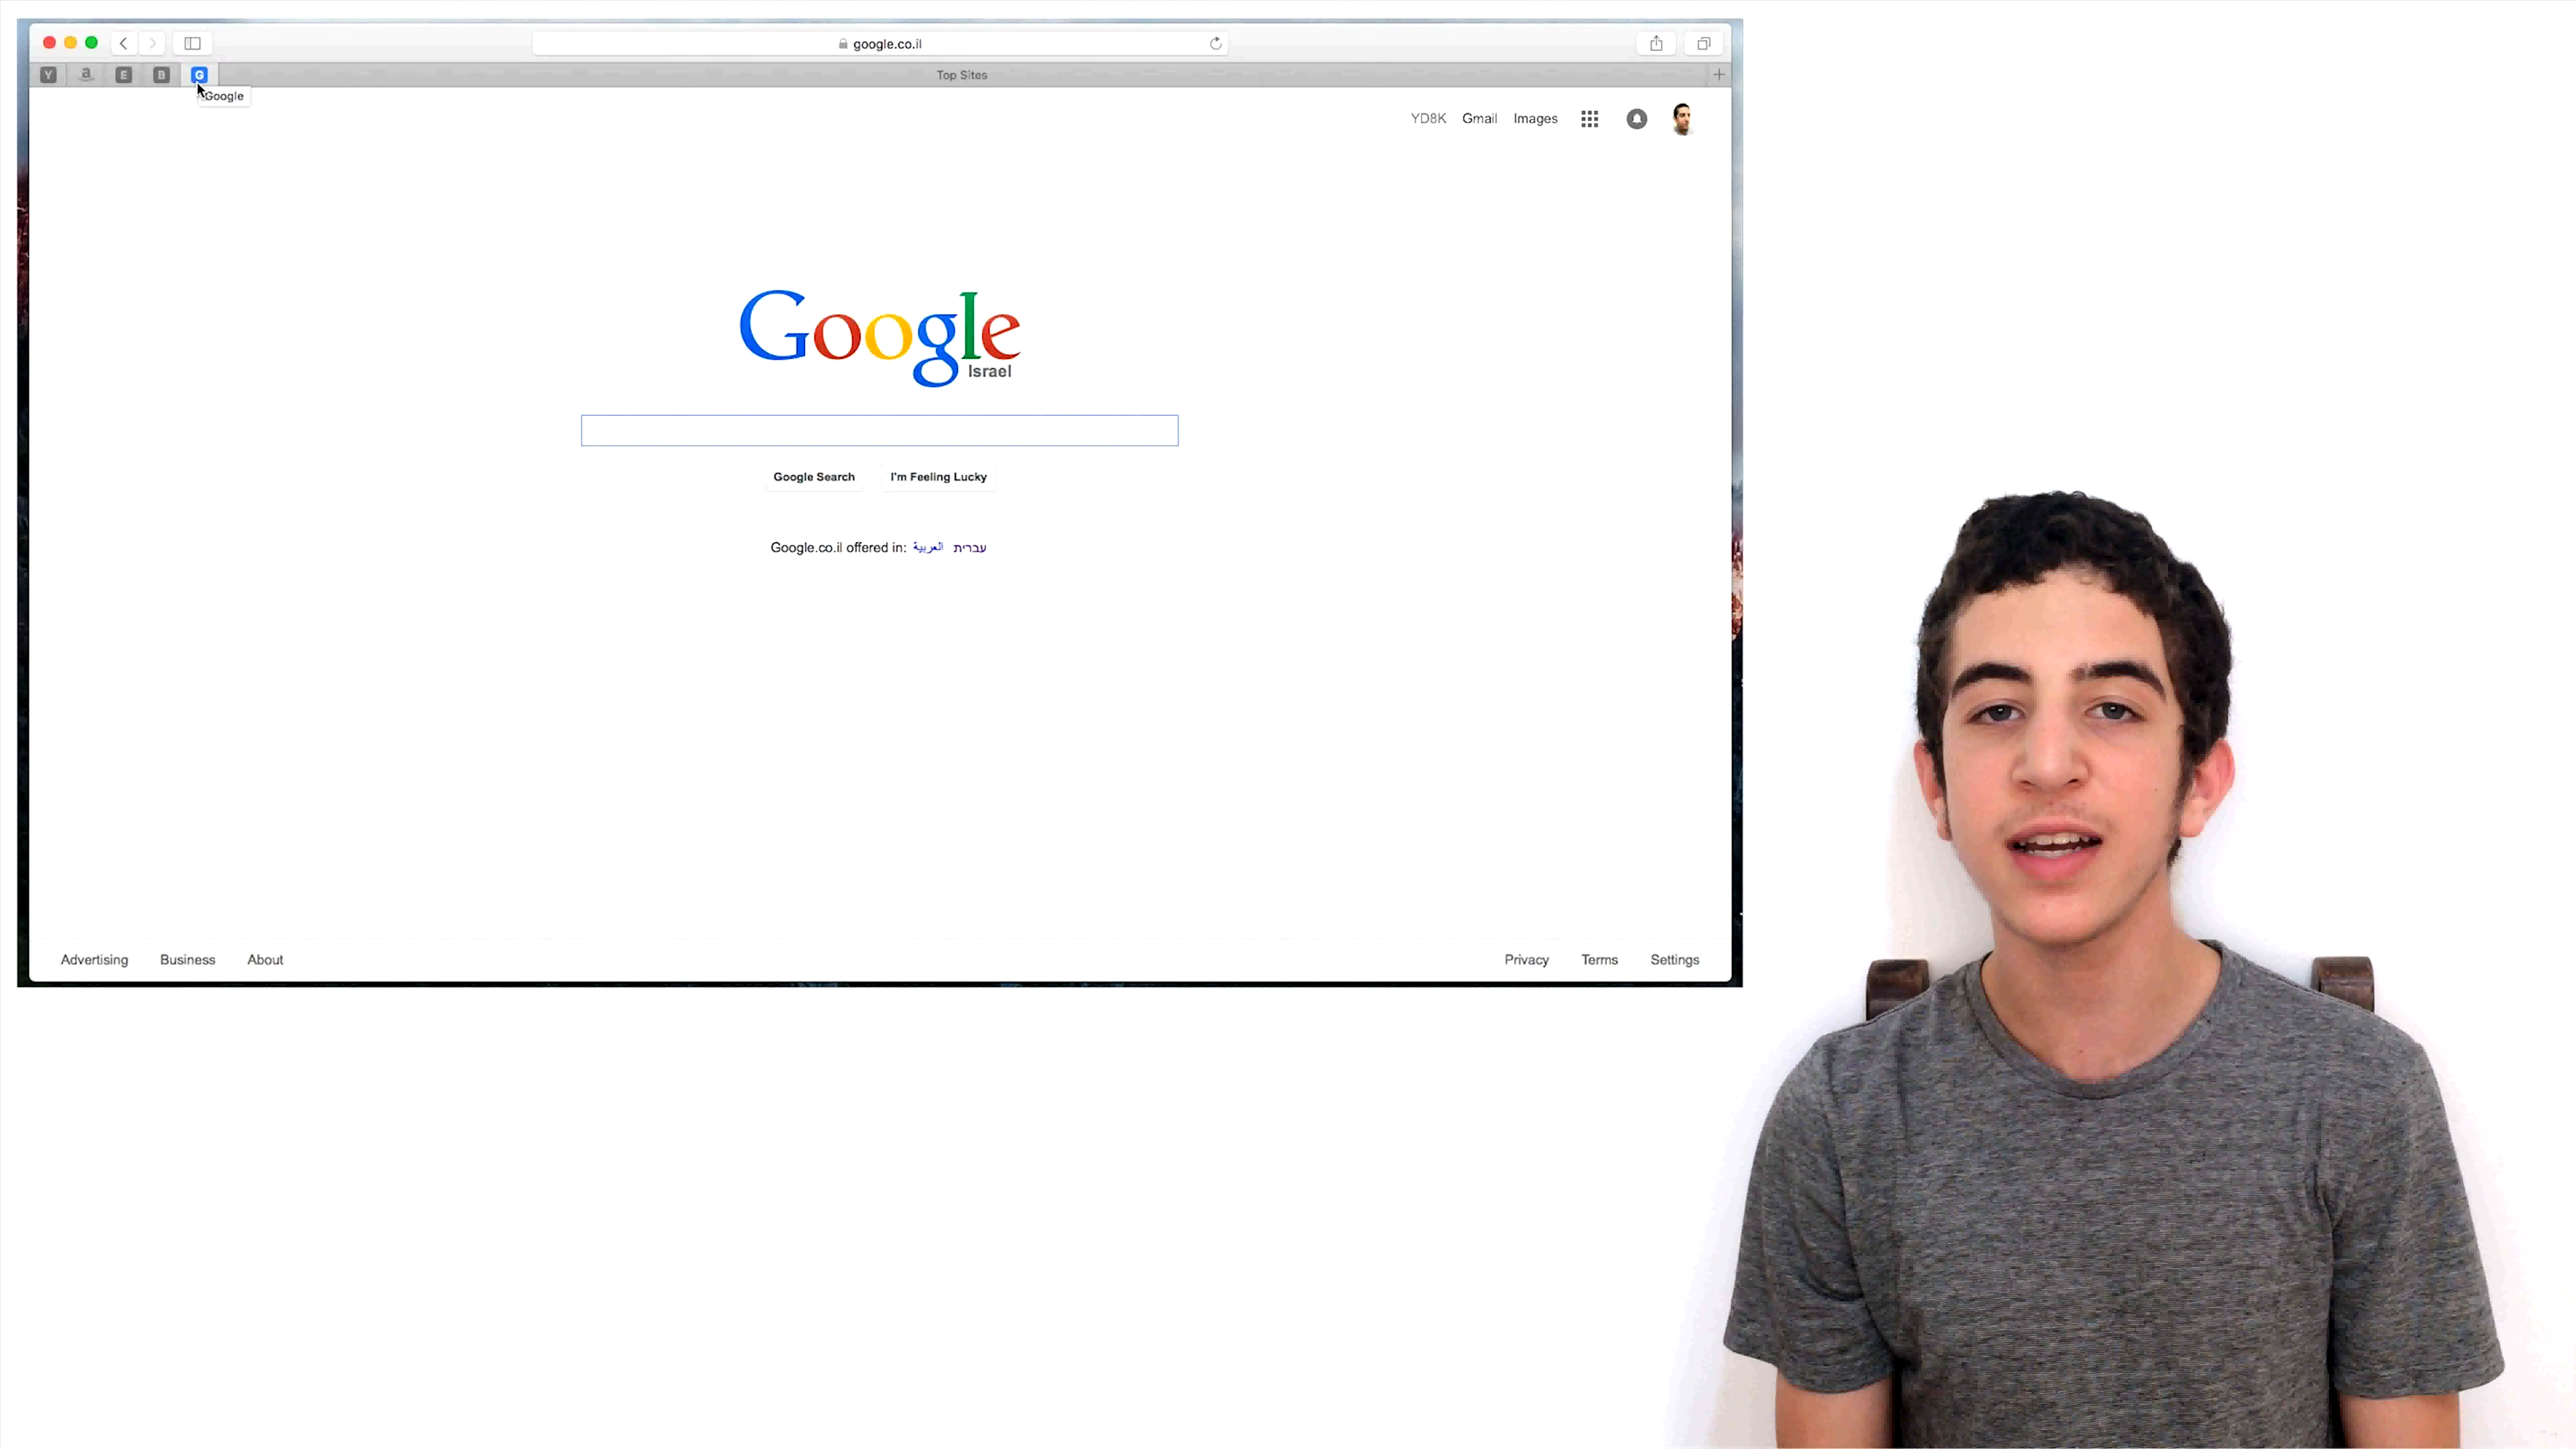 google.co.il
Y a E B G Top Sites
Google
YD8K Gmail Images
Google
Israel
Google Search I'm Feeling Lucky
Google.co.il offered in: العربية עברית
Advertising Business About Privacy Terms Settings